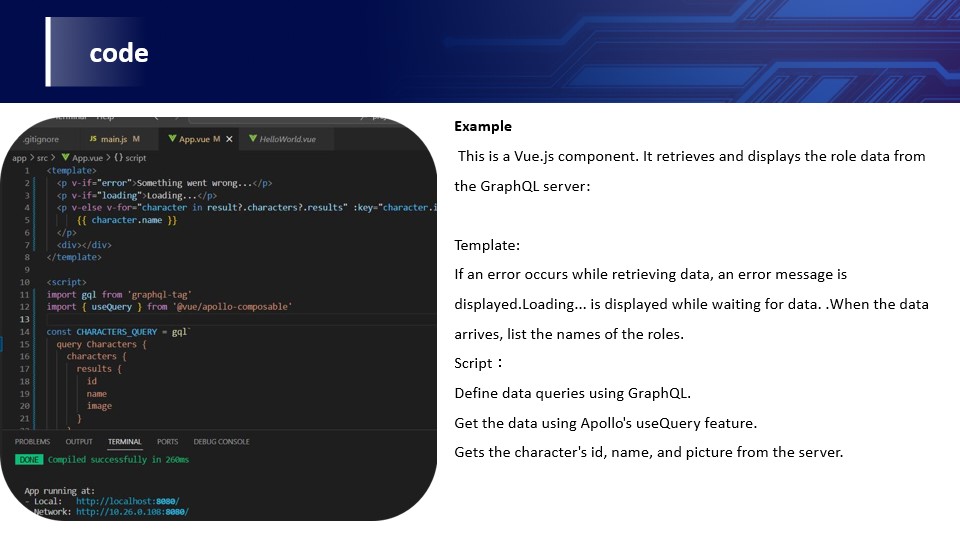 code
.gitignore JS main.js M App.vue M × HelloWorld.vue
app > src > App.vue > {} script
1 <template>
2 <p v-if="error">Something went wrong...</p>
3 <p v-if="loading">Loading...</p>
4 <p v-else v-for="character in result?.characters?.results" :key="character.i
5 {{ character.name }}
6 </p>
7 <div></div>
8 </template>
9
10 <script>
11 import gql from 'graphql-tag'
12 import { useQuery } from '@vue/apollo-composable'
13
14 const CHARACTERS_QUERY = gql`
15 query Characters {
16 characters {
17 results {
18 id
19 name
20 image
21 }
PROBLEMS OUTPUT TERMINAL PORTS DEBUG CONSOLE
DONE Compiled successfully in 260ms
App running at:
- Local: http://localhost:8080/
- Network: http://10.26.0.108:8080/
Example
This is a Vue.js component. It retrieves and displays the role data from
the GraphQL server:
Template:
If an error occurs while retrieving data, an error message is
displayed.Loading... is displayed while waiting for data. .When the data
arrives, list the names of the roles.
Script：
Define data queries using GraphQL.
Get the data using Apollo's useQuery feature.
Gets the character's id, name, and picture from the server.